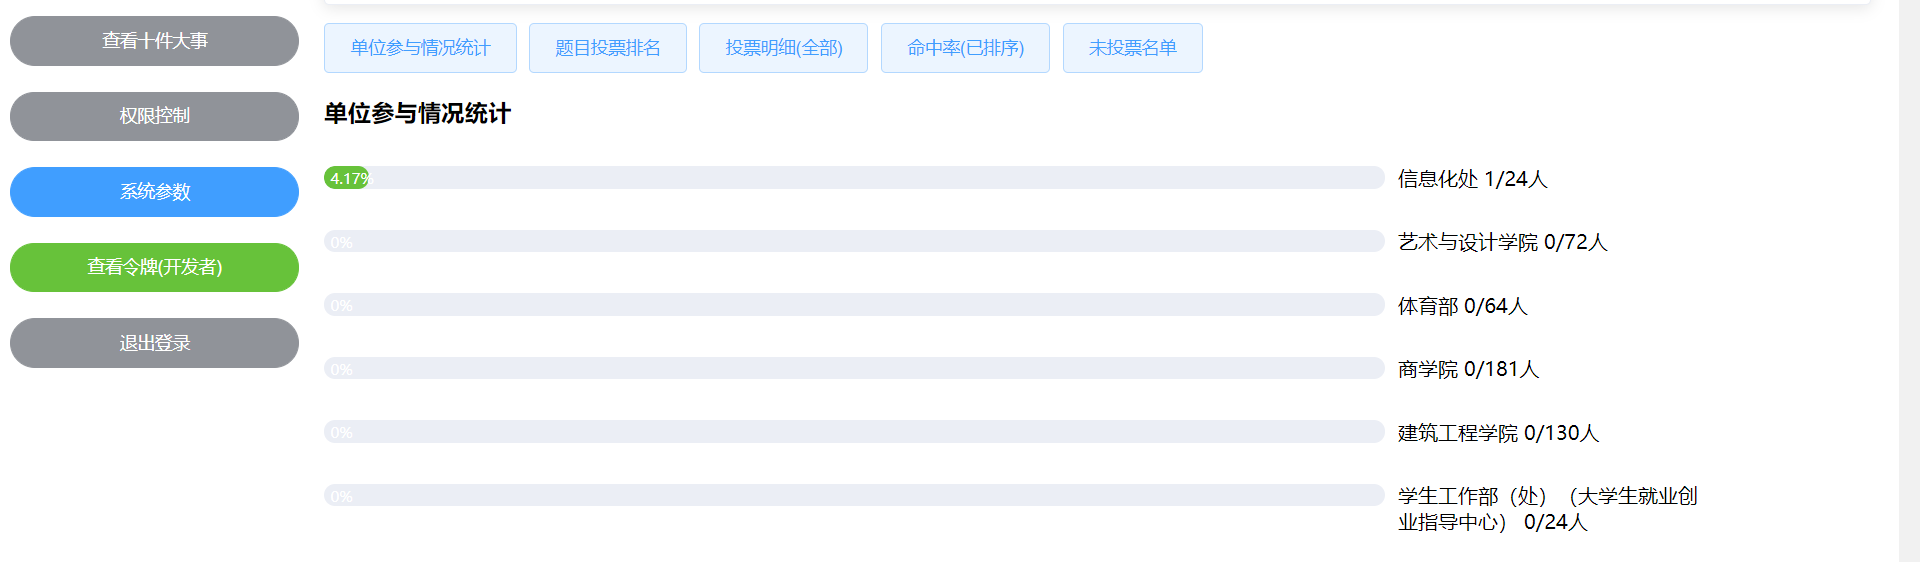 查看十件大事
权限控制
系统参数
查看令牌(开发者)
退出登录
单位参与情况统计
题目投票排名
投票明细(全部)
命中率(已排序)
未投票名单
单位参与情况统计
4.17%
信息化处 1/24人
0%
艺术与设计学院 0/72人
0%
体育部 0/64人
0%
商学院 0/181人
0%
建筑工程学院 0/130人
0%
学生工作部（处）（大学生就业创
业指导中心） 0/24人